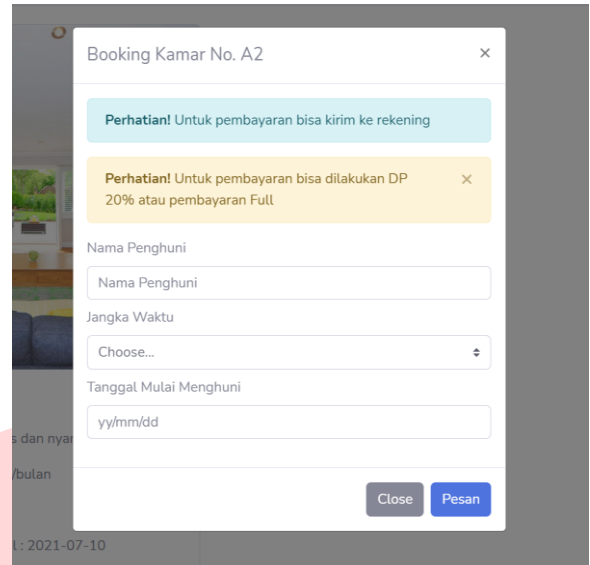 Booking Kamar No. A2
×
Perhatian! Untuk pembayaran bisa kirim ke rekening
Perhatian! Untuk pembayaran bisa dilakukan DP
×
20% atau pembayaran Full
Nama Penghuni
Nama Penghuni
Jangka Waktu
Choose...
Tanggal Mulai Menghuni
yy/mm/dd
s dan nyar
/bulan
Close
Pesan
l : 2021-07-10